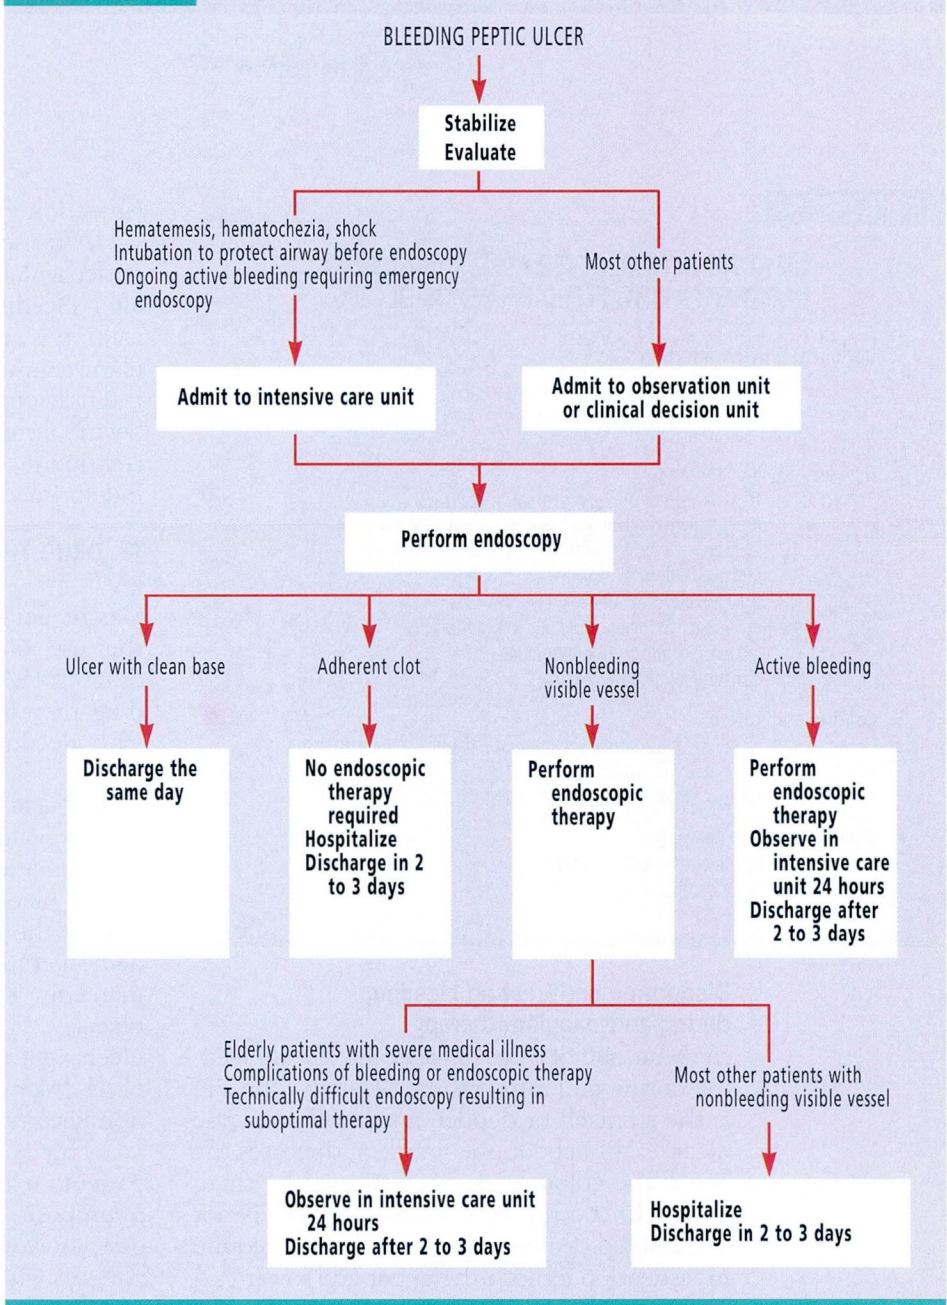 BLEEDING PEPTIC ULCER
Stabilize
Evaluate
Hematemesis, hematochezia, shock
Intubation to protect airway before endoscopy
Ongoing active bleeding requiring emergency
endoscopy
Most other patients
Admit to intensive care unit
Admit to observation unit
or clinical decision unit
Perform endoscopy
Ulcer with clean base
Adherent clot
Nonbleeding
visible vessel
Active bleeding
Discharge the
same day
No endoscopic
therapy
required
Hospitalize
Discharge in 2
to 3 days
Perform
endoscopic
therapy
Perform
endoscopic
therapy
Observe in
intensive care
unit 24 hours
Discharge after
2 to 3 days
Elderly patients with severe medical illness
Complications of bleeding or endoscopic therapy
Technically difficult endoscopy resulting in
suboptimal therapy
Most other patients with
nonbleeding visible vessel
Observe in intensive care unit
24 hours
Discharge after 2 to 3 days
Hospitalize
Discharge in 2 to 3 days